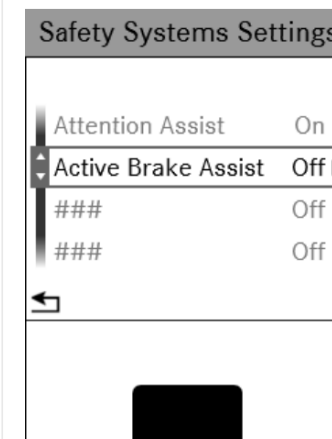 Safety Systems Settings
Attention Assist On
Active Brake Assist Off
### Off
### Off